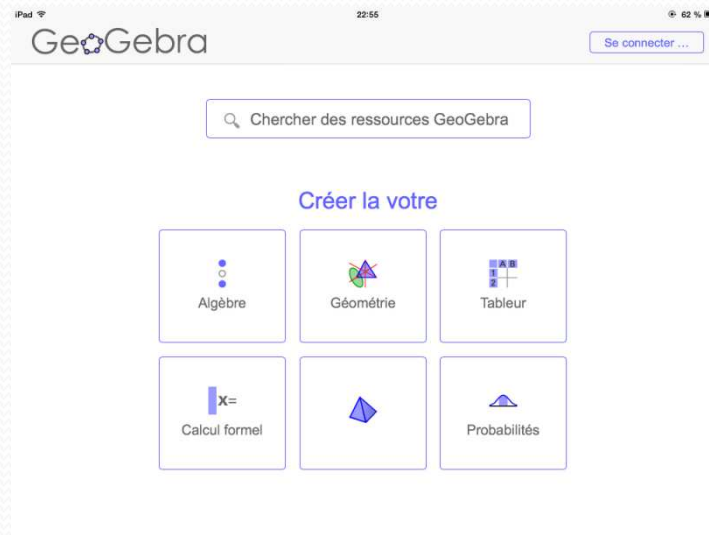 iPad 22:55 62 %
GeoGebra
Se connecter ...
Chercher des ressources GeoGebra
Créer la votre
Algèbre
Géométrie
A B
1
2
Tableur
x=
Calcul formel
Probabilités